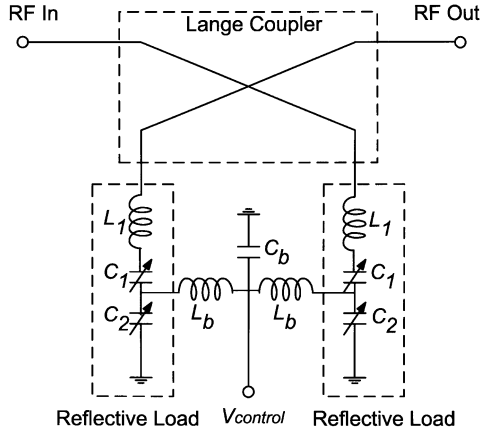 RF In
RF Out
Lange Coupler
L1
L1
Cb
C1
C1
C2
Lb
Lb
C2
Reflective Load
Vcontrol
Reflective Load